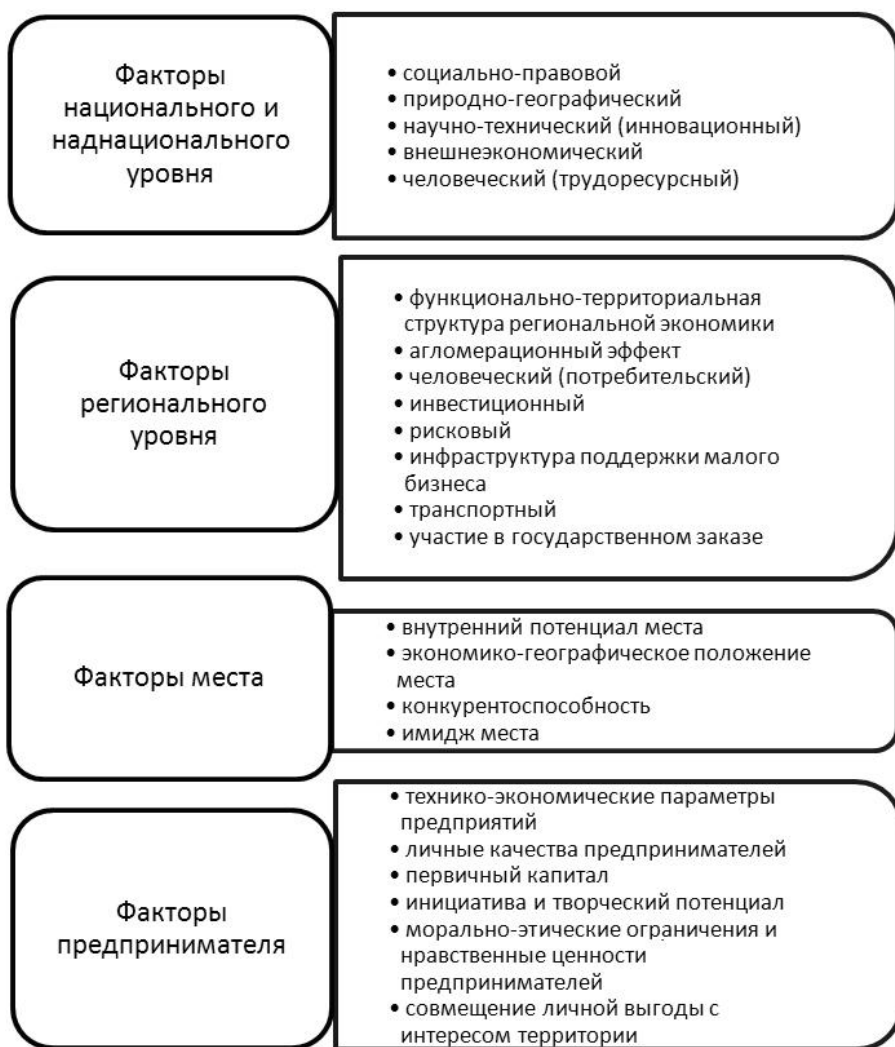 Факторы
национального и
наднационального
уровня
• социально-правовой
• природно-географический
• научно-технический (инновационный)
• внешнеэкономический
• человеческий (трудоресурсный)
Факторы
регионального
уровня
• функционально-территориальная
структура региональной экономики
• агломерационный эффект
• человеческий (потребительский)
• инвестиционный
• рисковый
• инфраструктура поддержки малого
бизнеса
• транспортный
• участие в государственном заказе
Факторы места
• внутренний потенциал места
• экономико-географическое положение
места
• конкурентоспособность
• имидж места
Факторы
предпринимателя
• технико-экономические параметры
предприятий
• личные качества предпринимателей
• первичный капитал
• инициатива и творческий потенциал
• морально-этические ограничения и
нравственные ценности
предпринимателей
• совмещение личной выгоды с
интересом территории